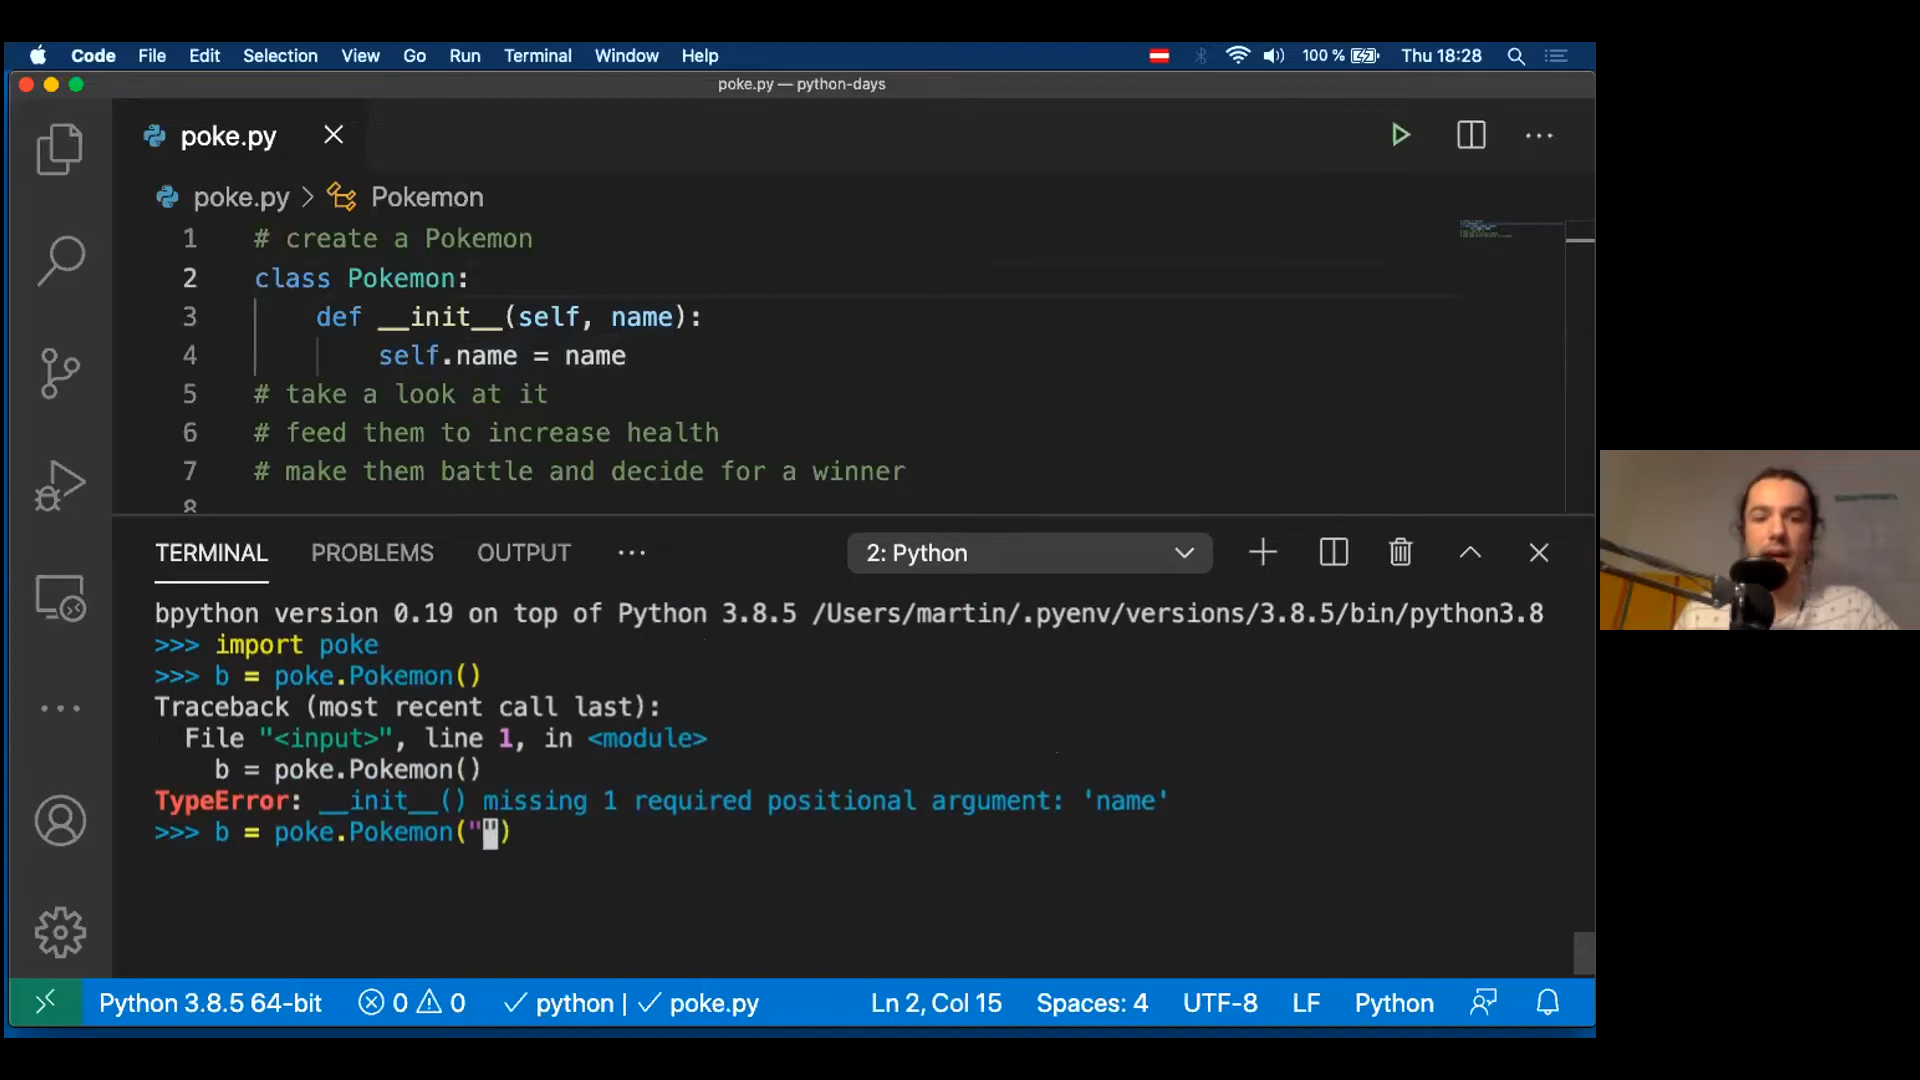 Code File Edit Selection View Go Run Terminal Window Help 100 % Thu 18:28
poke.py — python-days
poke.py
poke.py > Pokemon
1 # create a Pokemon
2 class Pokemon:
3 def __init__(self, name):
4 self.name = name
5 # take a look at it
6 # feed them to increase health
7 # make them battle and decide for a winner
8
TERMINAL PROBLEMS OUTPUT ··· 2: Python
bpython version 0.19 on top of Python 3.8.5 /Users/martin/.pyenv/versions/3.8.5/bin/python3.8
>>> import poke
>>> b = poke.Pokemon()
Traceback (most recent call last):
File "<input>", line 1, in <module>
b = poke.Pokemon()
TypeError: __init__() missing 1 required positional argument: 'name'
>>> b = poke.Pokemon("")
Python 3.8.5 64-bit 0 0 ✓ python | ✓ poke.py Ln 2, Col 15 Spaces: 4 UTF-8 LF Python